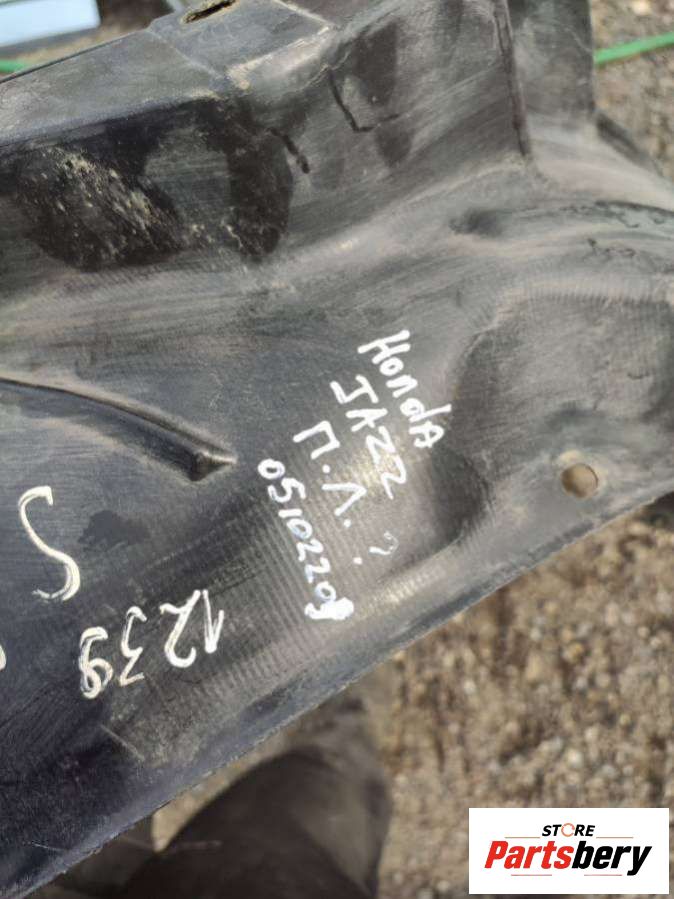 HondA
JAZZ
П.Л.?
05102209
1239
S
STORE
Partsbery